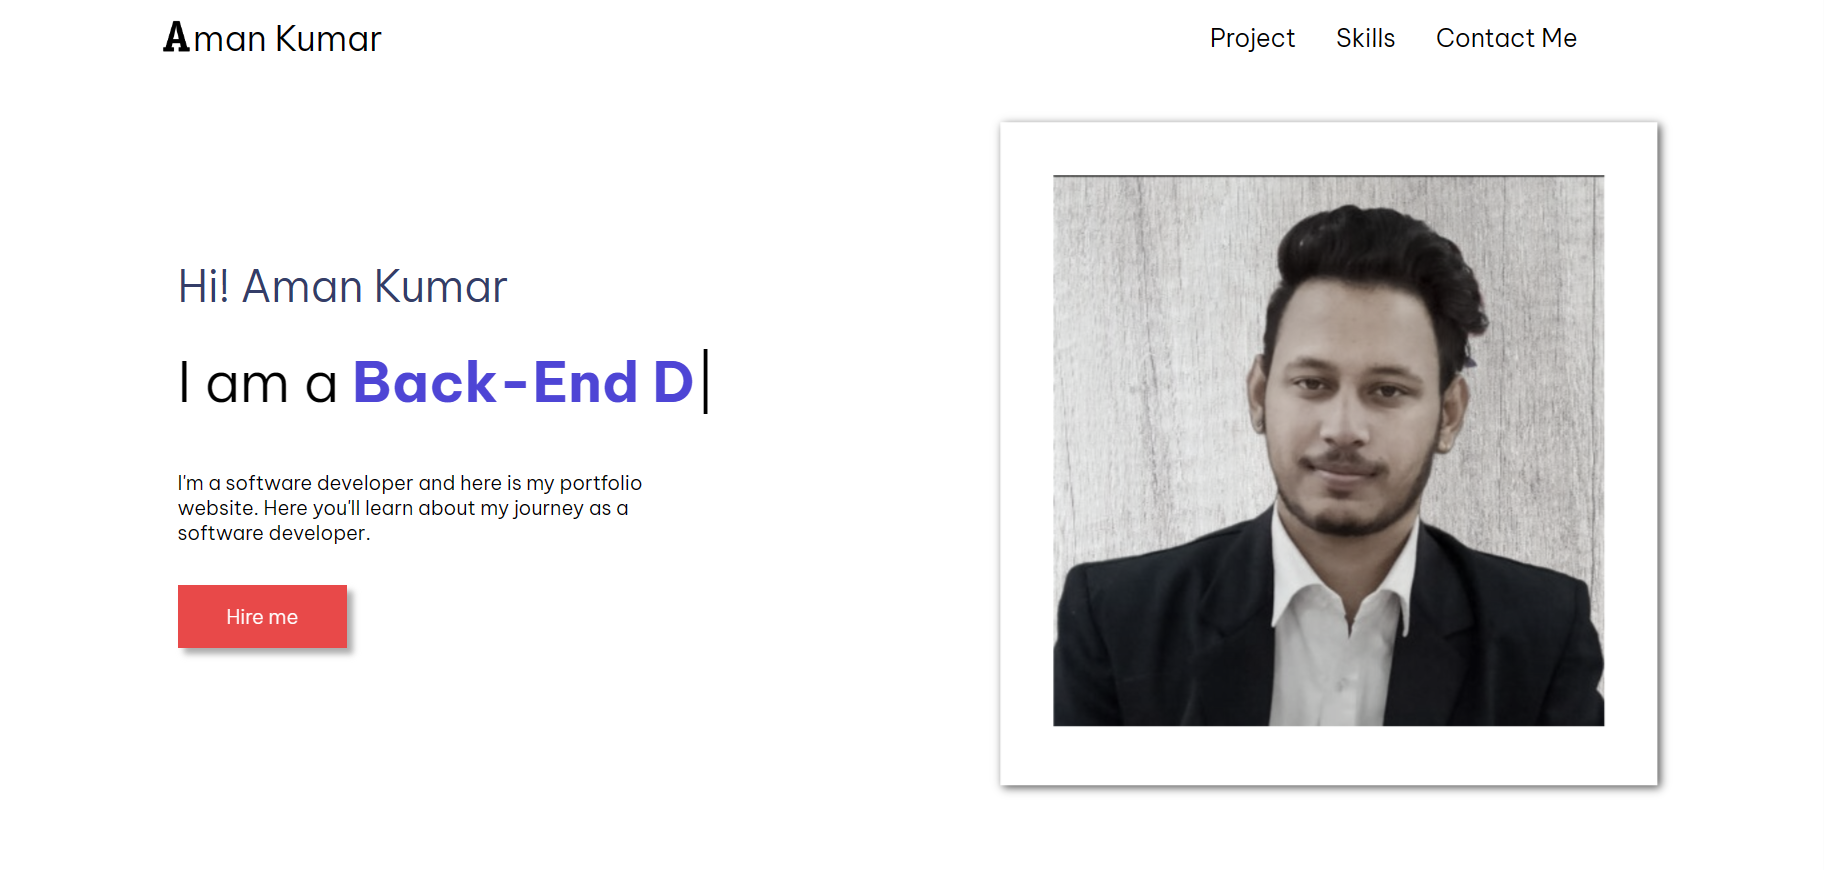 Aman Kumar
Project Skills Contact Me
Hi! Aman Kumar
I am a Back-End D
I'm a software developer and here is my portfolio
website. Here you'll learn about my journey as a
software developer.
Hire me